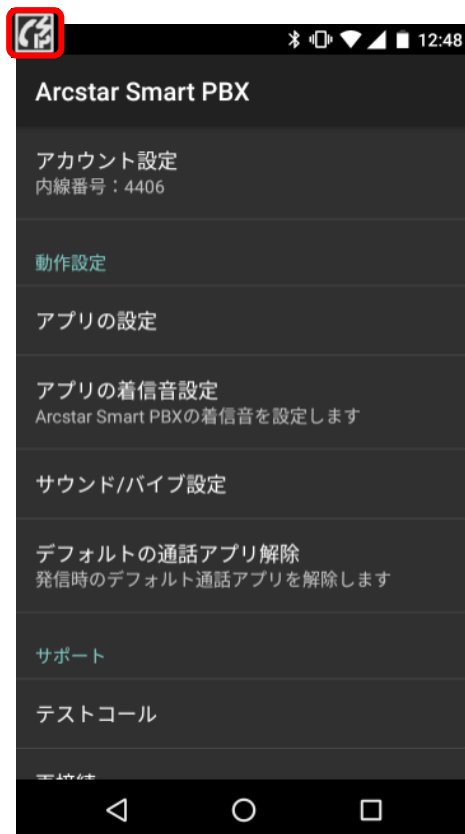 12:48
Arcstar Smart PBX
アカウント設定
内線番号：4406
動作設定
アプリの設定
アプリの着信音設定
Arcstar Smart PBXの着信音を設定します
サウンド/バイブ設定
デフォルトの通話アプリ解除
発信時のデフォルト通話アプリを解除します
サポート
テストコール